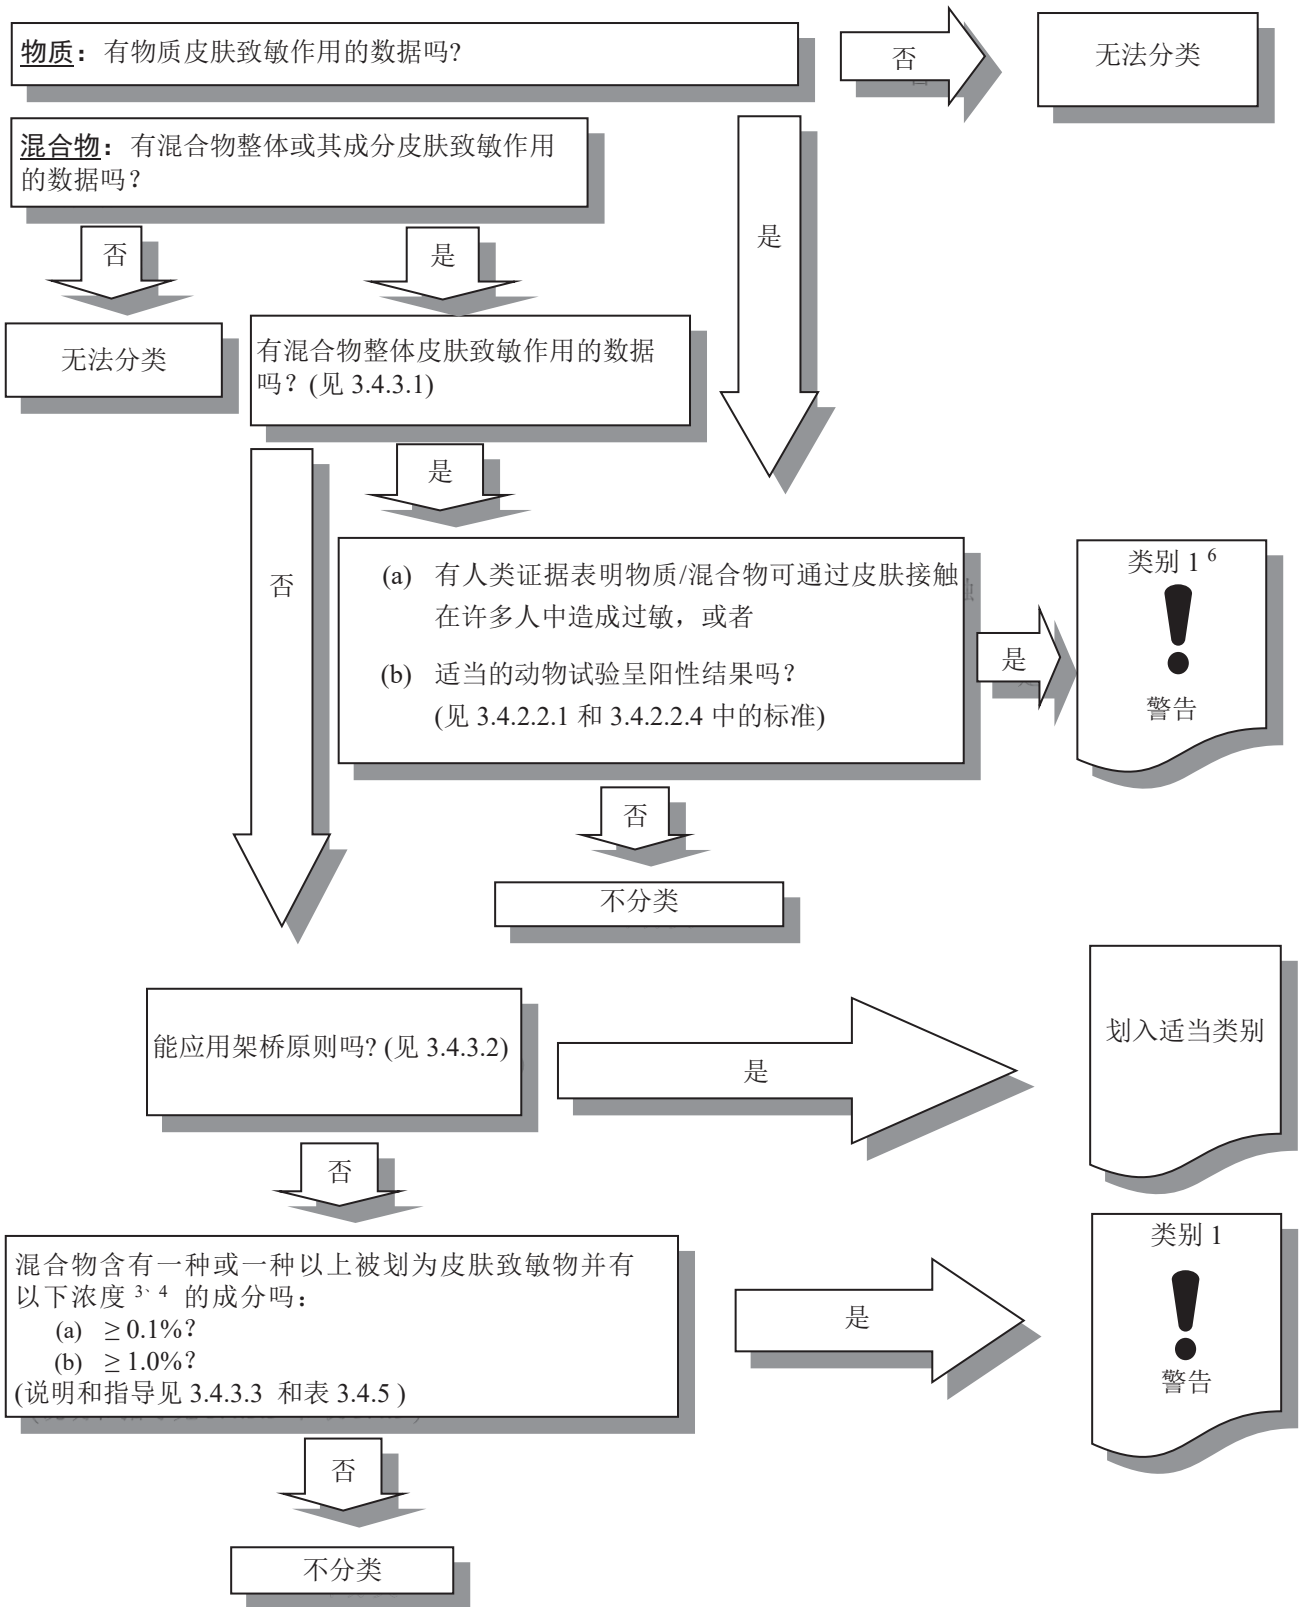 物质：有物质皮肤致敏作用的数据吗?
否
无法分类
混合物：有混合物整体或其成分皮肤致敏作用
的数据吗？
否
是
是
无法分类
有混合物整体皮肤致敏作用的数据
吗？(见 3.4.3.1)
是
否
(a) 有人类证据表明物质/混合物可通过皮肤接触
在许多人中造成过敏，或者
(b) 适当的动物试验呈阳性结果吗？
(见 3.4.2.2.1 和 3.4.2.2.4 中的标准)
是
类别 1 6
警告
否
不分类
能应用架桥原则吗? (见 3.4.3.2)
是
划入适当类别
否
混合物含有一种或一种以上被划为皮肤致敏物并有
以下浓度 3、4 的成分吗：
(a) ≥ 0.1%？
(b) ≥ 1.0%？
(说明和指导见 3.4.3.3 和表 3.4.5 )
是
类别 1
警告
否
不分类